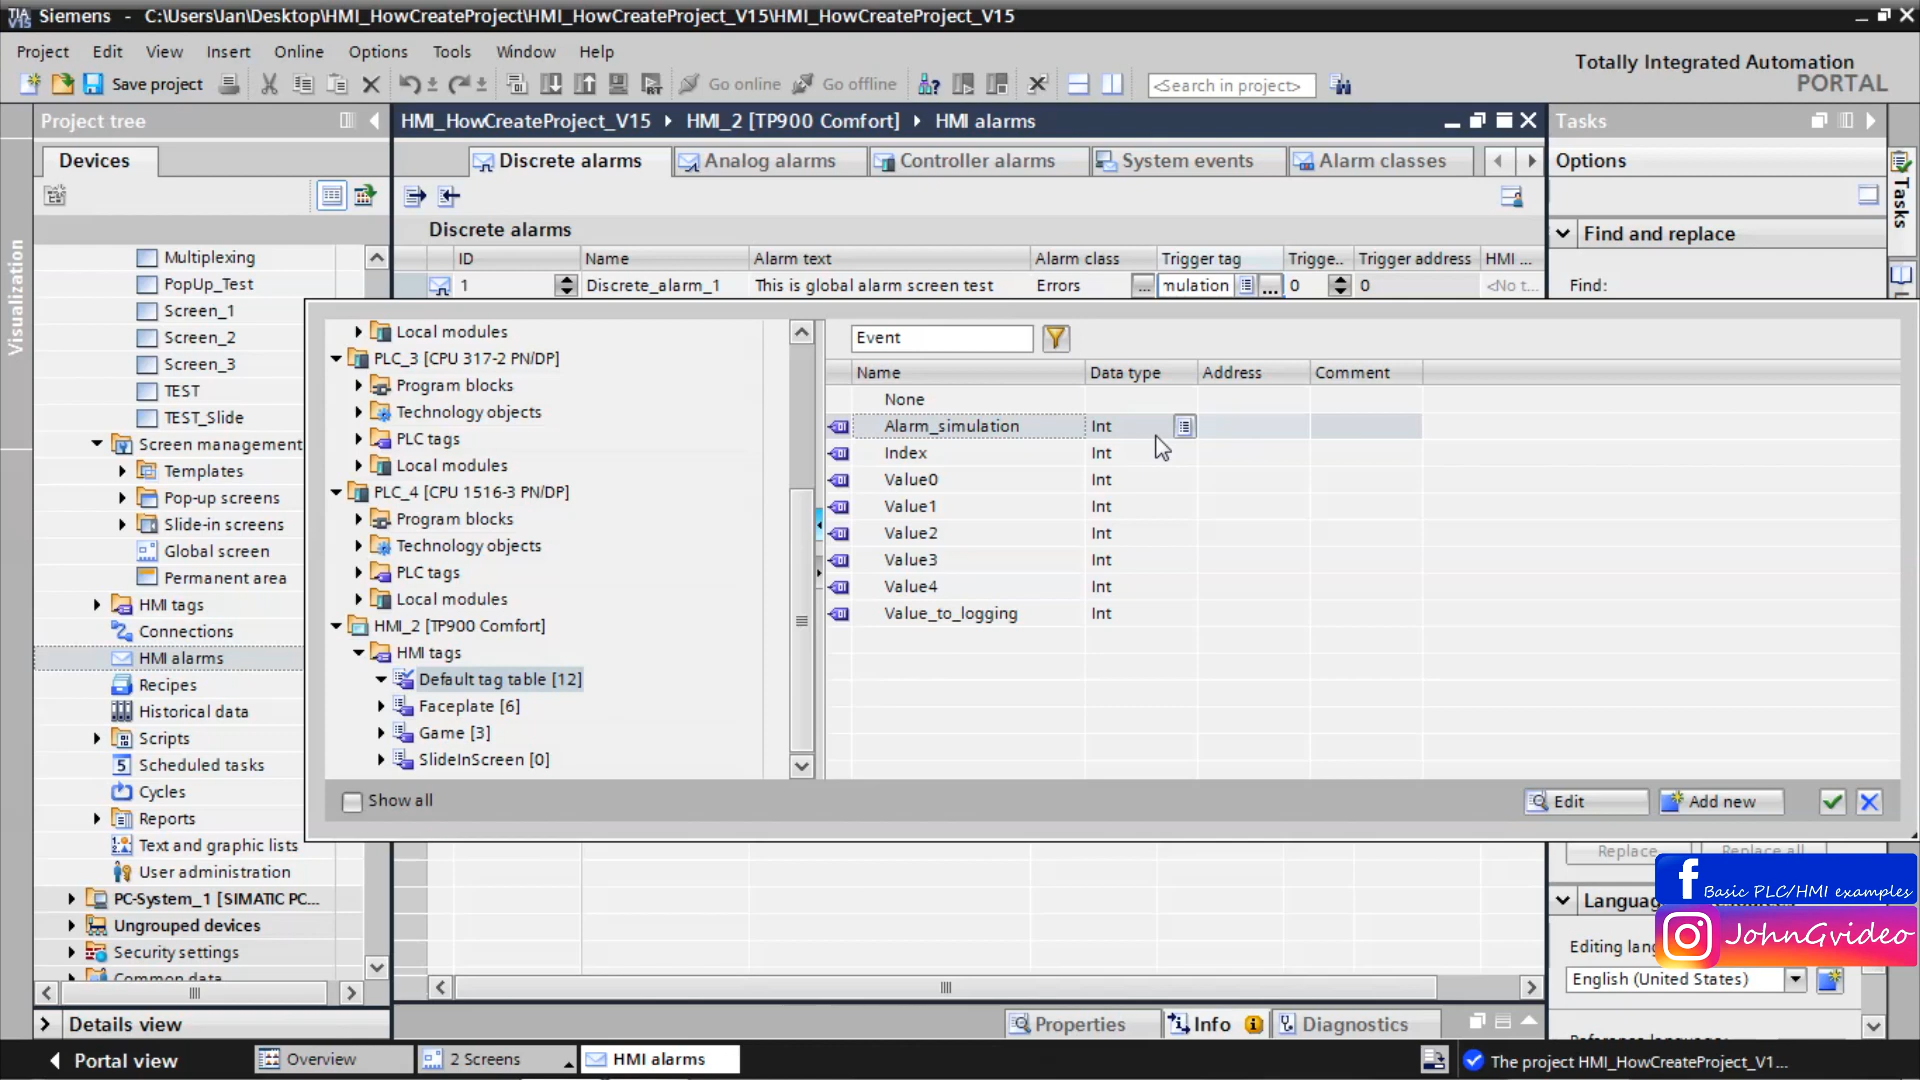 Siemens - C:\Users\Jan\Desktop\HMI_HowCreateProject\HMI_HowCreateProject_V15\HMI_HowCreateProject_V15
Project Edit View Insert Online Options Tools Window Help
Totally Integrated Automation
PORTAL
Save project Go online Go offline <Search in project>
Project tree
HMI_HowCreateProject_V15 HMI_2 [TP900 Comfort] HMI alarms
Tasks
Devices
Discrete alarms Analog alarms Controller alarms System events Alarm classes
Options
Tasks
Visualization
Discrete alarms
Find and replace
ID Name Alarm text Alarm class Trigger tag Trigge.. Trigger address HMI ...
1 Discrete_alarm_1 This is global alarm screen test Errors ... mulation ... 0 0 <No t...
Find:
Multiplexing
PopUp_Test
Screen_1
Screen_2
Screen_3
TEST
TEST_Slide
Screen management
Templates
Pop-up screens
Slide-in screens
Global screen
Permanent area
HMI tags
Connections
HMI alarms
Recipes
Historical data
Scripts
Scheduled tasks
Cycles
Reports
Text and graphic lists
User administration
PC-System_1 [SIMATIC PC...
Ungrouped devices
Security settings
Common data
Local modules
PLC_3 [CPU 317-2 PN/DP]
Program blocks
Technology objects
PLC tags
Local modules
PLC_4 [CPU 1516-3 PN/DP]
Program blocks
Technology objects
PLC tags
Local modules
HMI_2 [TP900 Comfort]
HMI tags
Default tag table [12]
Faceplate [6]
Game [3]
SlideInScreen [0]
Event
Name Data type Address Comment
None
Alarm_simulation Int
Index Int
Value0 Int
Value1 Int
Value2 Int
Value3 Int
Value4 Int
Value_to_logging Int
Show all
Edit Add new
Replace Replace all
Basic PLC/HMI examples
Languag
JohnGvideo
Editing lan
English (United States)
Reference language:
Details view
Properties Info Diagnostics
Portal view Overview 2 Screens HMI alarms
The project HMI_HowCreateProject_V1...